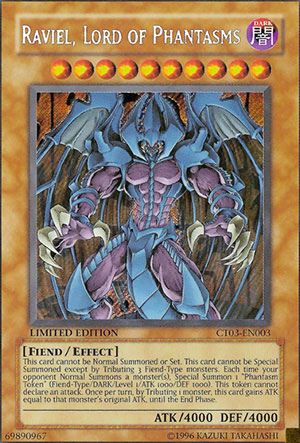 RAVIEL, LORD OF PHANTASMS
DARK
闇
LIMITED EDITION
CT03-EN003
[FIEND / EFFECT]
This card cannot be Normal Summoned or Set. This card cannot be Special
Summoned except by Tributing 3 Fiend-Type monsters. Each time your
opponent Normal Summons a monster(s), Special Summon 1 "Phantasm
Token" (Fiend-Type/DARK/Level 1/ATK 1000/DEF 1000). This token cannot
declare an attack. Once per turn, by Tributing 1 monster, this card gains ATK
equal to that monster's original ATK, until the End Phase.
ATK/4000 DEF/4000
69890967
©1996 KAZUKI TAKAHASHI